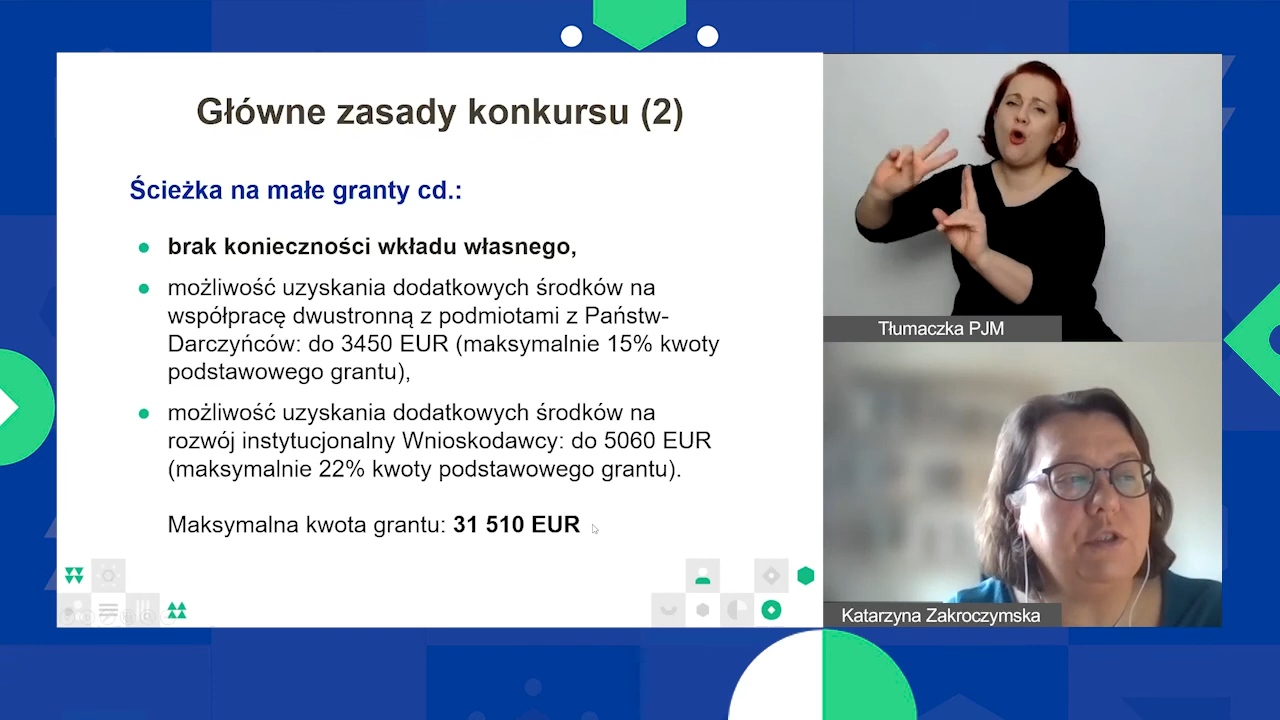 Główne zasady konkursu (2)
Ścieżka na małe granty cd.:
brak konieczności wkładu własnego,
możliwość uzyskania dodatkowych środków na
współpracę dwustronną z podmiotami z Państw-
Darczyńców: do 3450 EUR (maksymalnie 15% kwoty
podstawowego grantu),
możliwość uzyskania dodatkowych środków na
rozwój instytucjonalny Wnioskodawcy: do 5060 EUR
(maksymalnie 22% kwoty podstawowego grantu).
Maksymalna kwota grantu: 31 510 EUR
Tłumaczka PJM
Katarzyna Zakroczymska